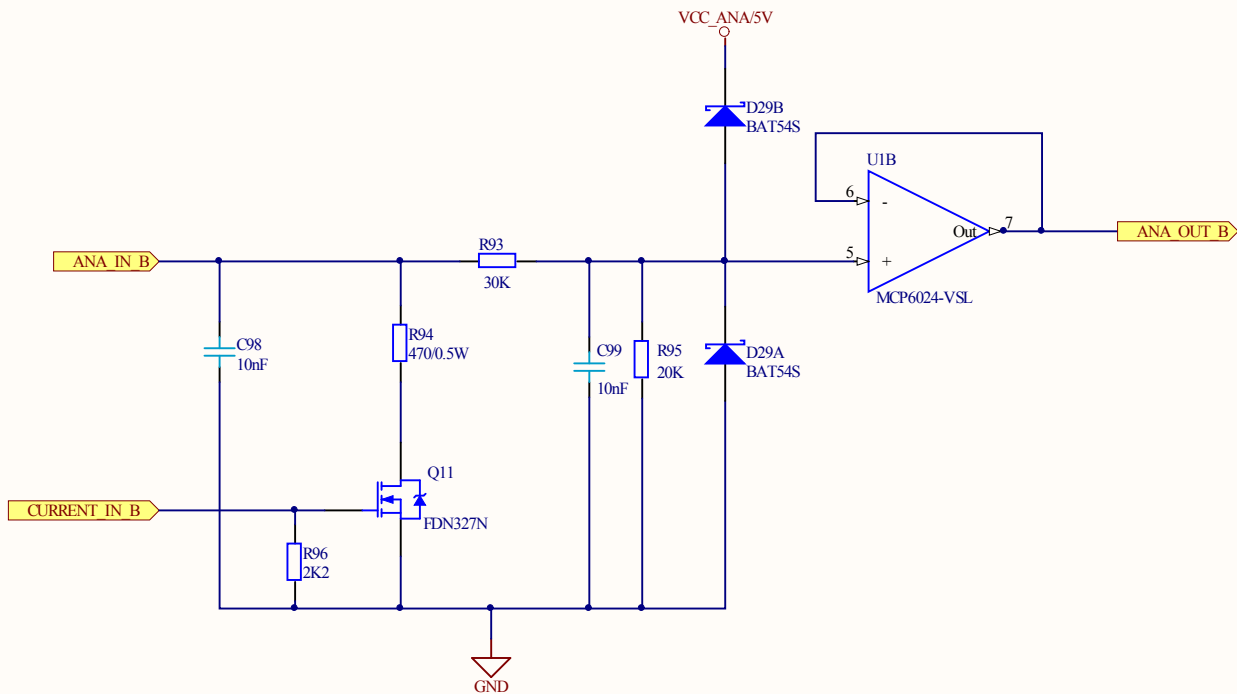 VCC_ANA/5V
D29B
BAT54S
U1B
6
-
7
Out
ANA_OUT_B
ANA_IN_B
R93
30K
5
+
MCP6024-VSL
C98
10nF
R94
470/0.5W
C99
10nF
R95
20K
D29A
BAT54S
Q11
FDN327N
CURRENT_IN_B
R96
2K2
GND